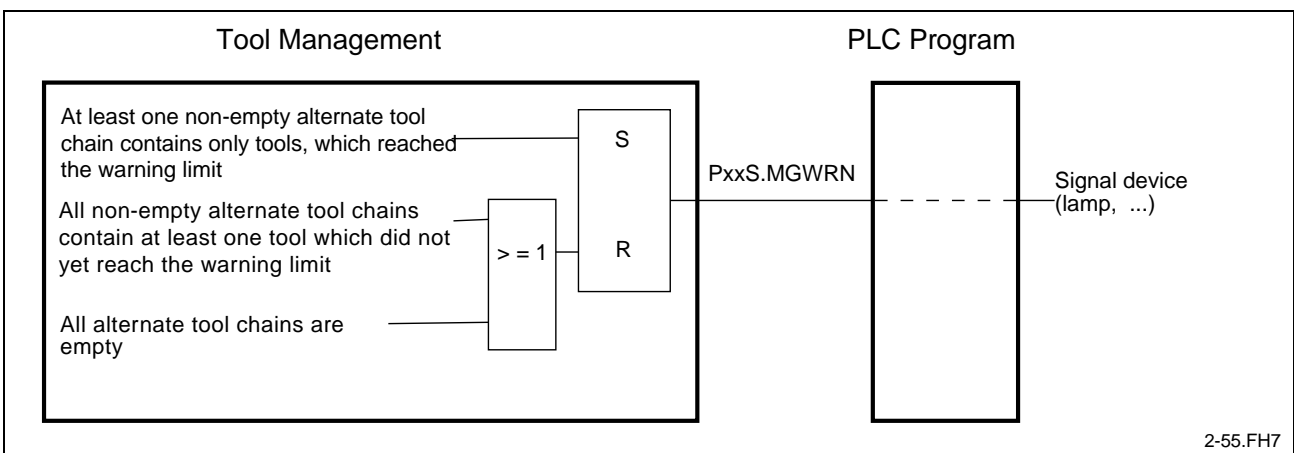 Tool Management
PLC Program
At least one non-empty alternate tool
chain contains only tools, which reached
the warning limit
S
PxxS.MGWRN
Signal device
(lamp, ...)
All non-empty alternate tool chains
contain at least one tool which did not
yet reach the warning limit
> = 1
R
All alternate tool chains are
empty
2-55.FH7